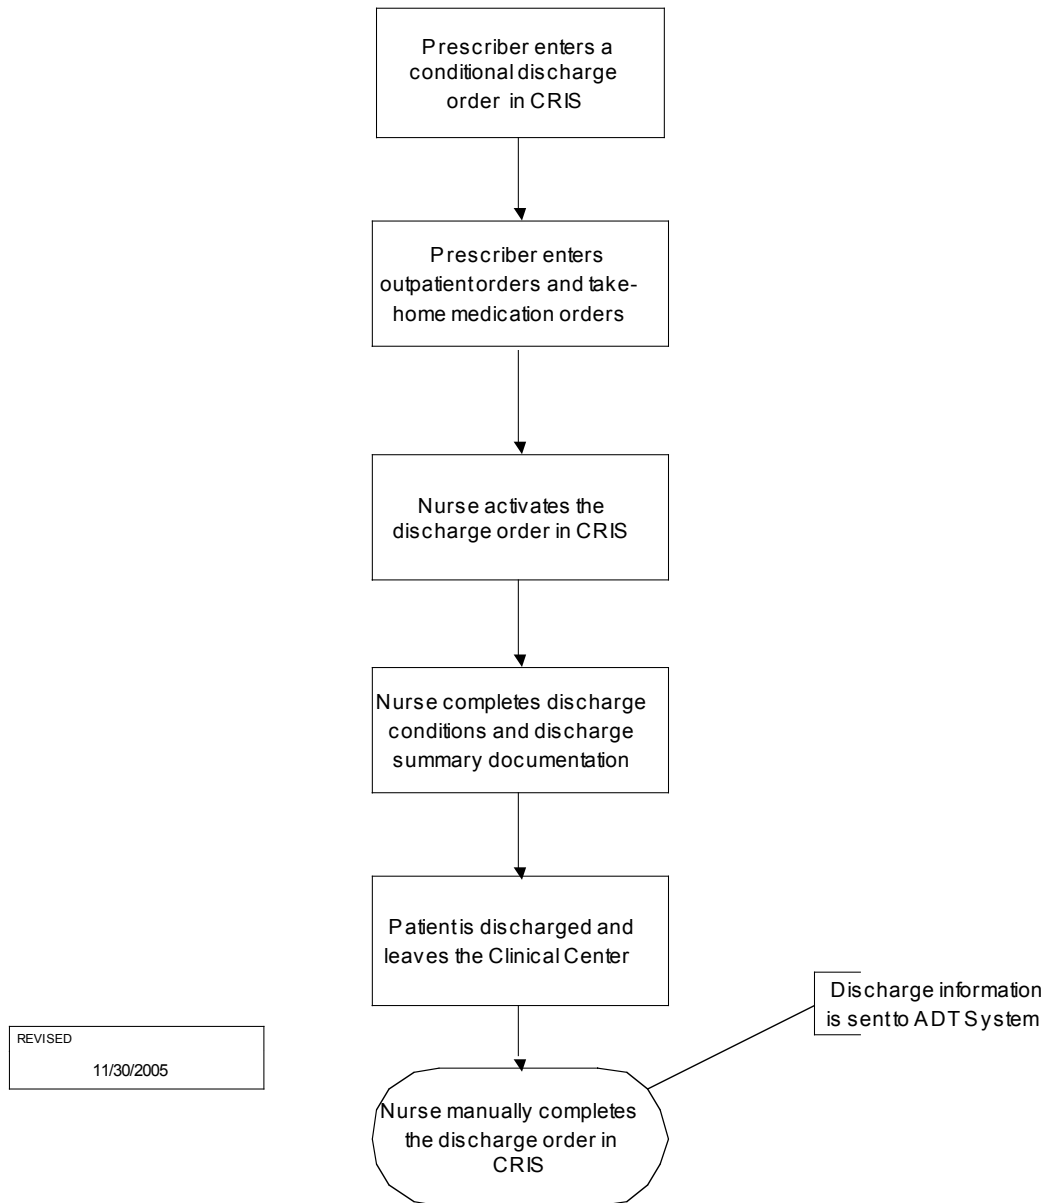 Prescriber enters a
conditional discharge
order in CRIS
Prescriber enters
outpatient orders and take-
home medication orders
Nurse activates the
discharge order in CRIS
Nurse completes discharge
conditions and discharge
summary documentation
Patient is discharged and
leaves the Clinical Center
Discharge information
is sent to ADT System
REVISED
11/30/2005
Nurse manually completes
the discharge order in
CRIS